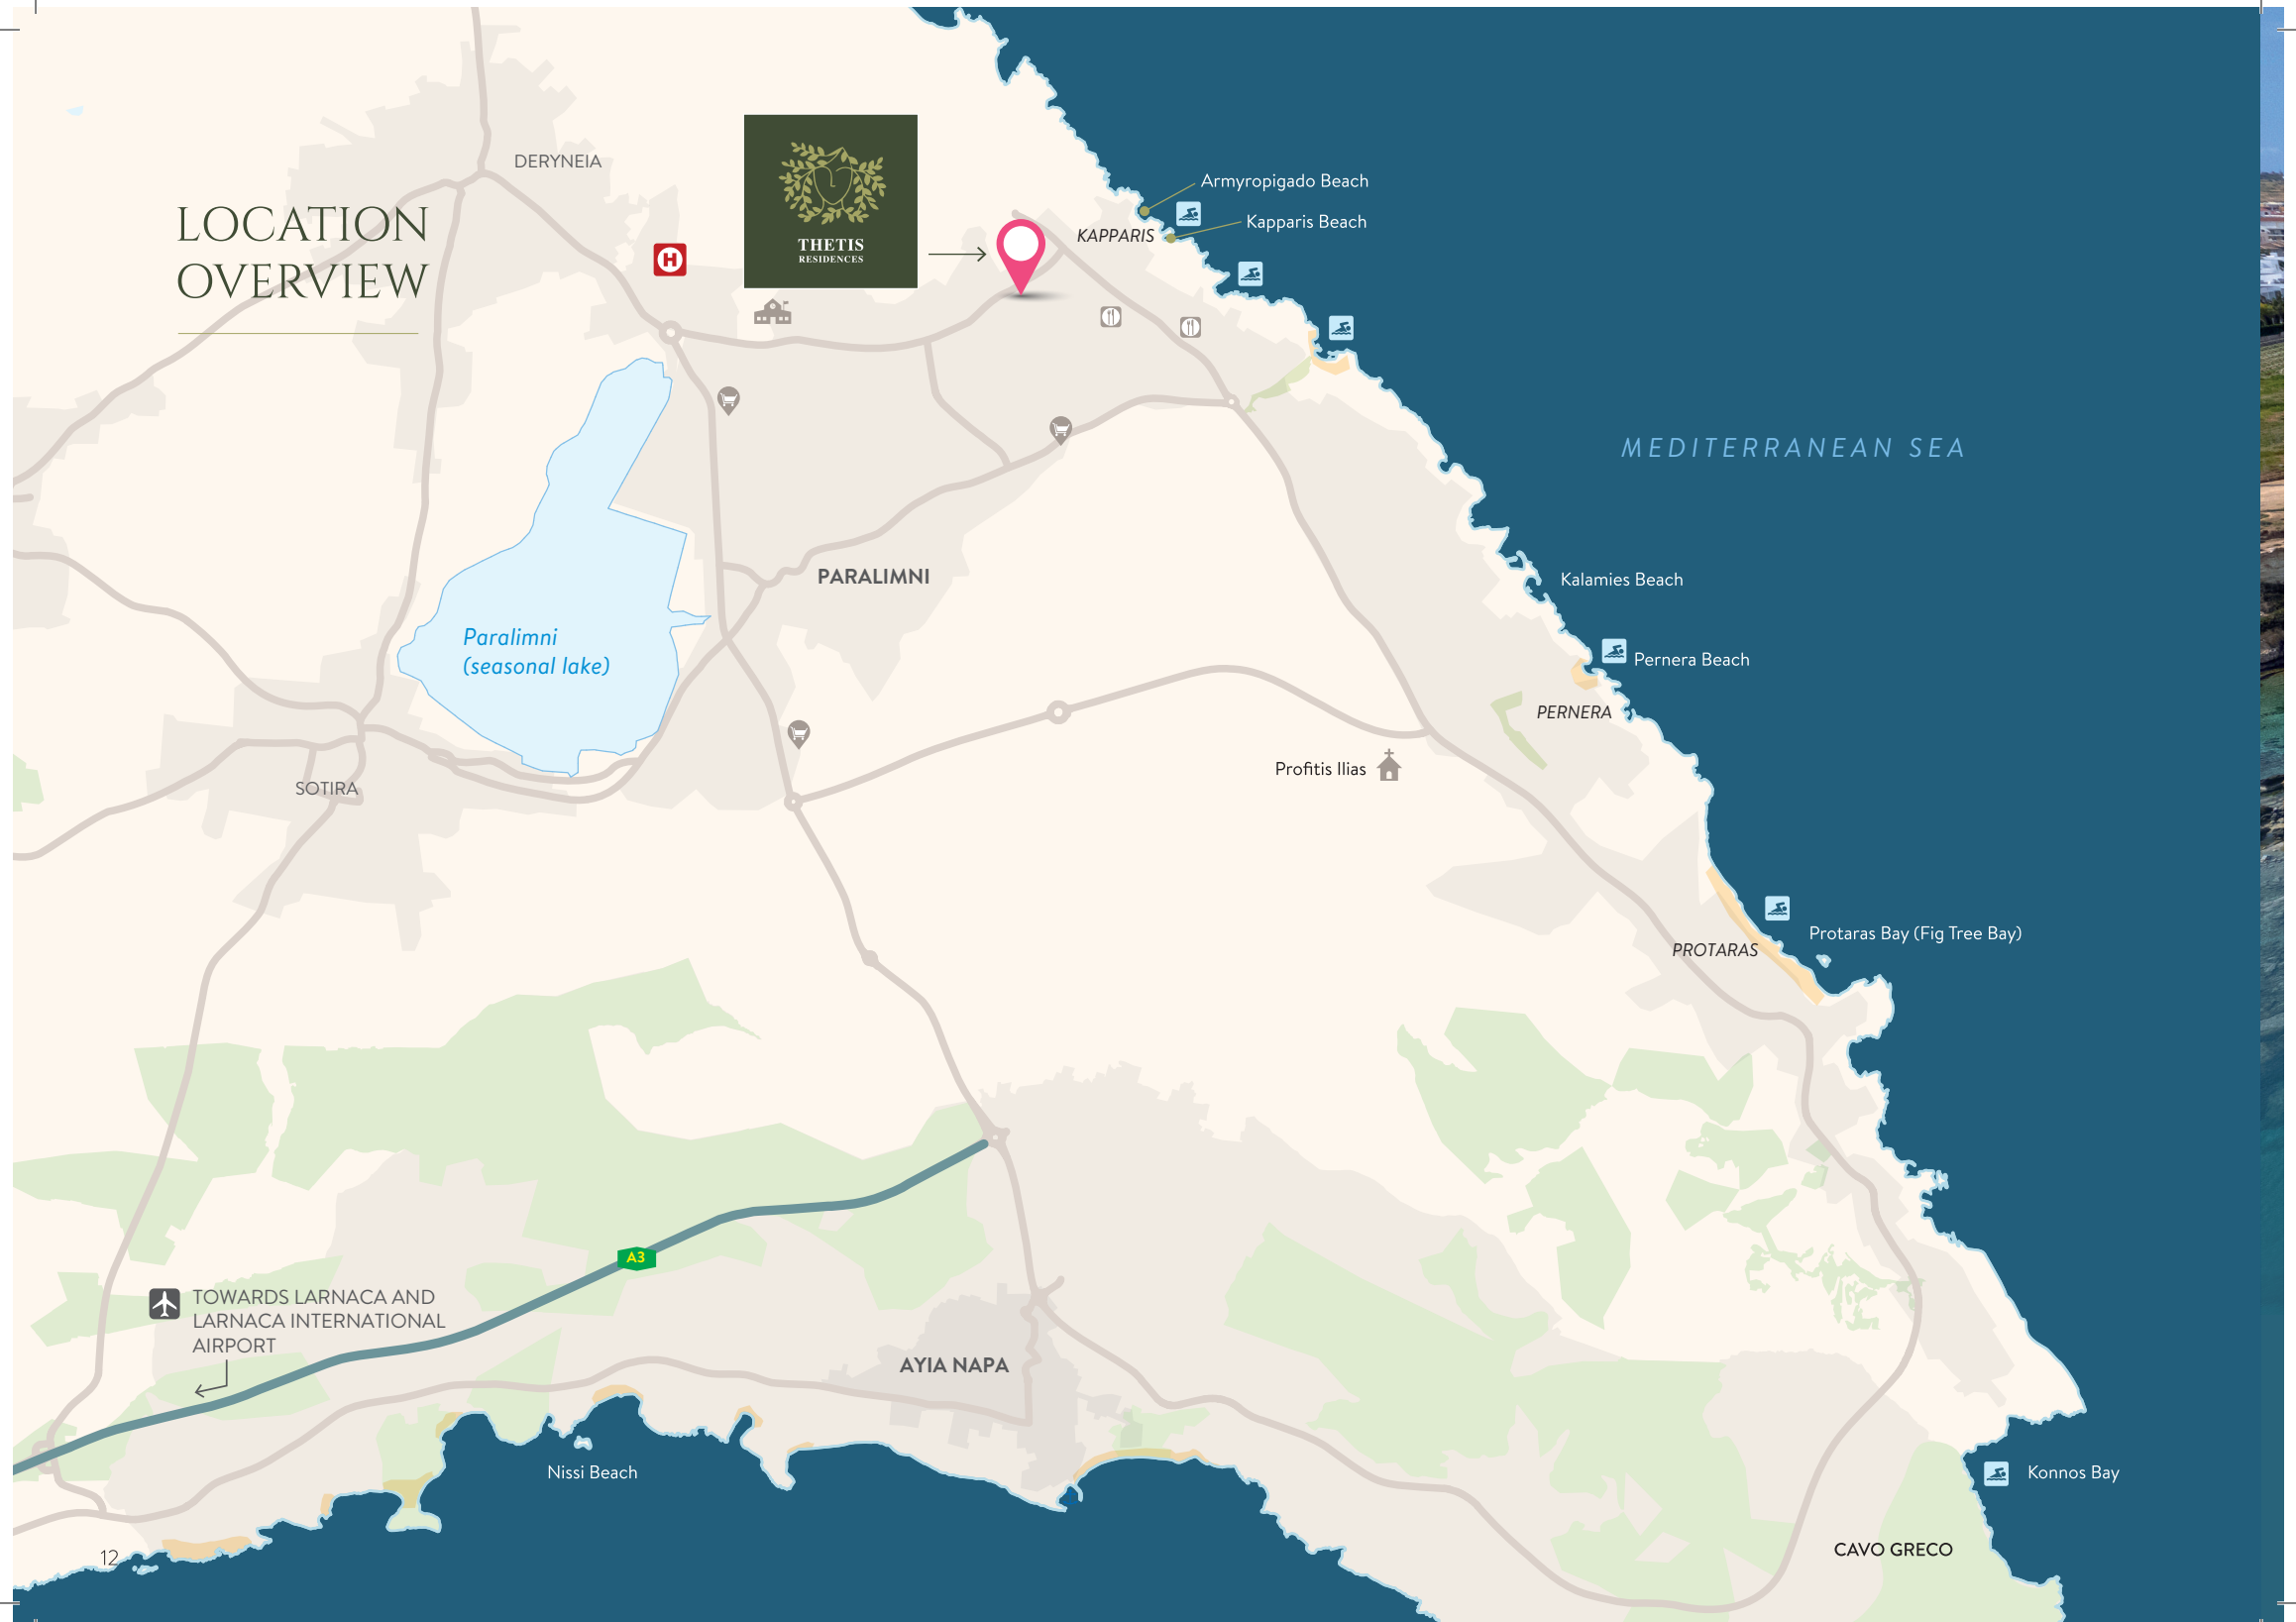 LOCATION
OVERVIEW
DERYNEIA
H
THETIS
RESIDENCES
KAPPARIS
Armyropigado Beach
Kapparis Beach
MEDITERRANEAN SEA
PARALIMNI
Kalamies Beach
Paralimni
(seasonal lake)
Pernera Beach
PERNERA
Profitis Ilias
SOTIRA
Protaras Bay (Fig Tree Bay)
PROTARAS
A3
TOWARDS LARNACA AND
LARNACA INTERNATIONAL
AIRPORT
AYIA NAPA
Nissi Beach
Konnos Bay
CAVO GRECO
12